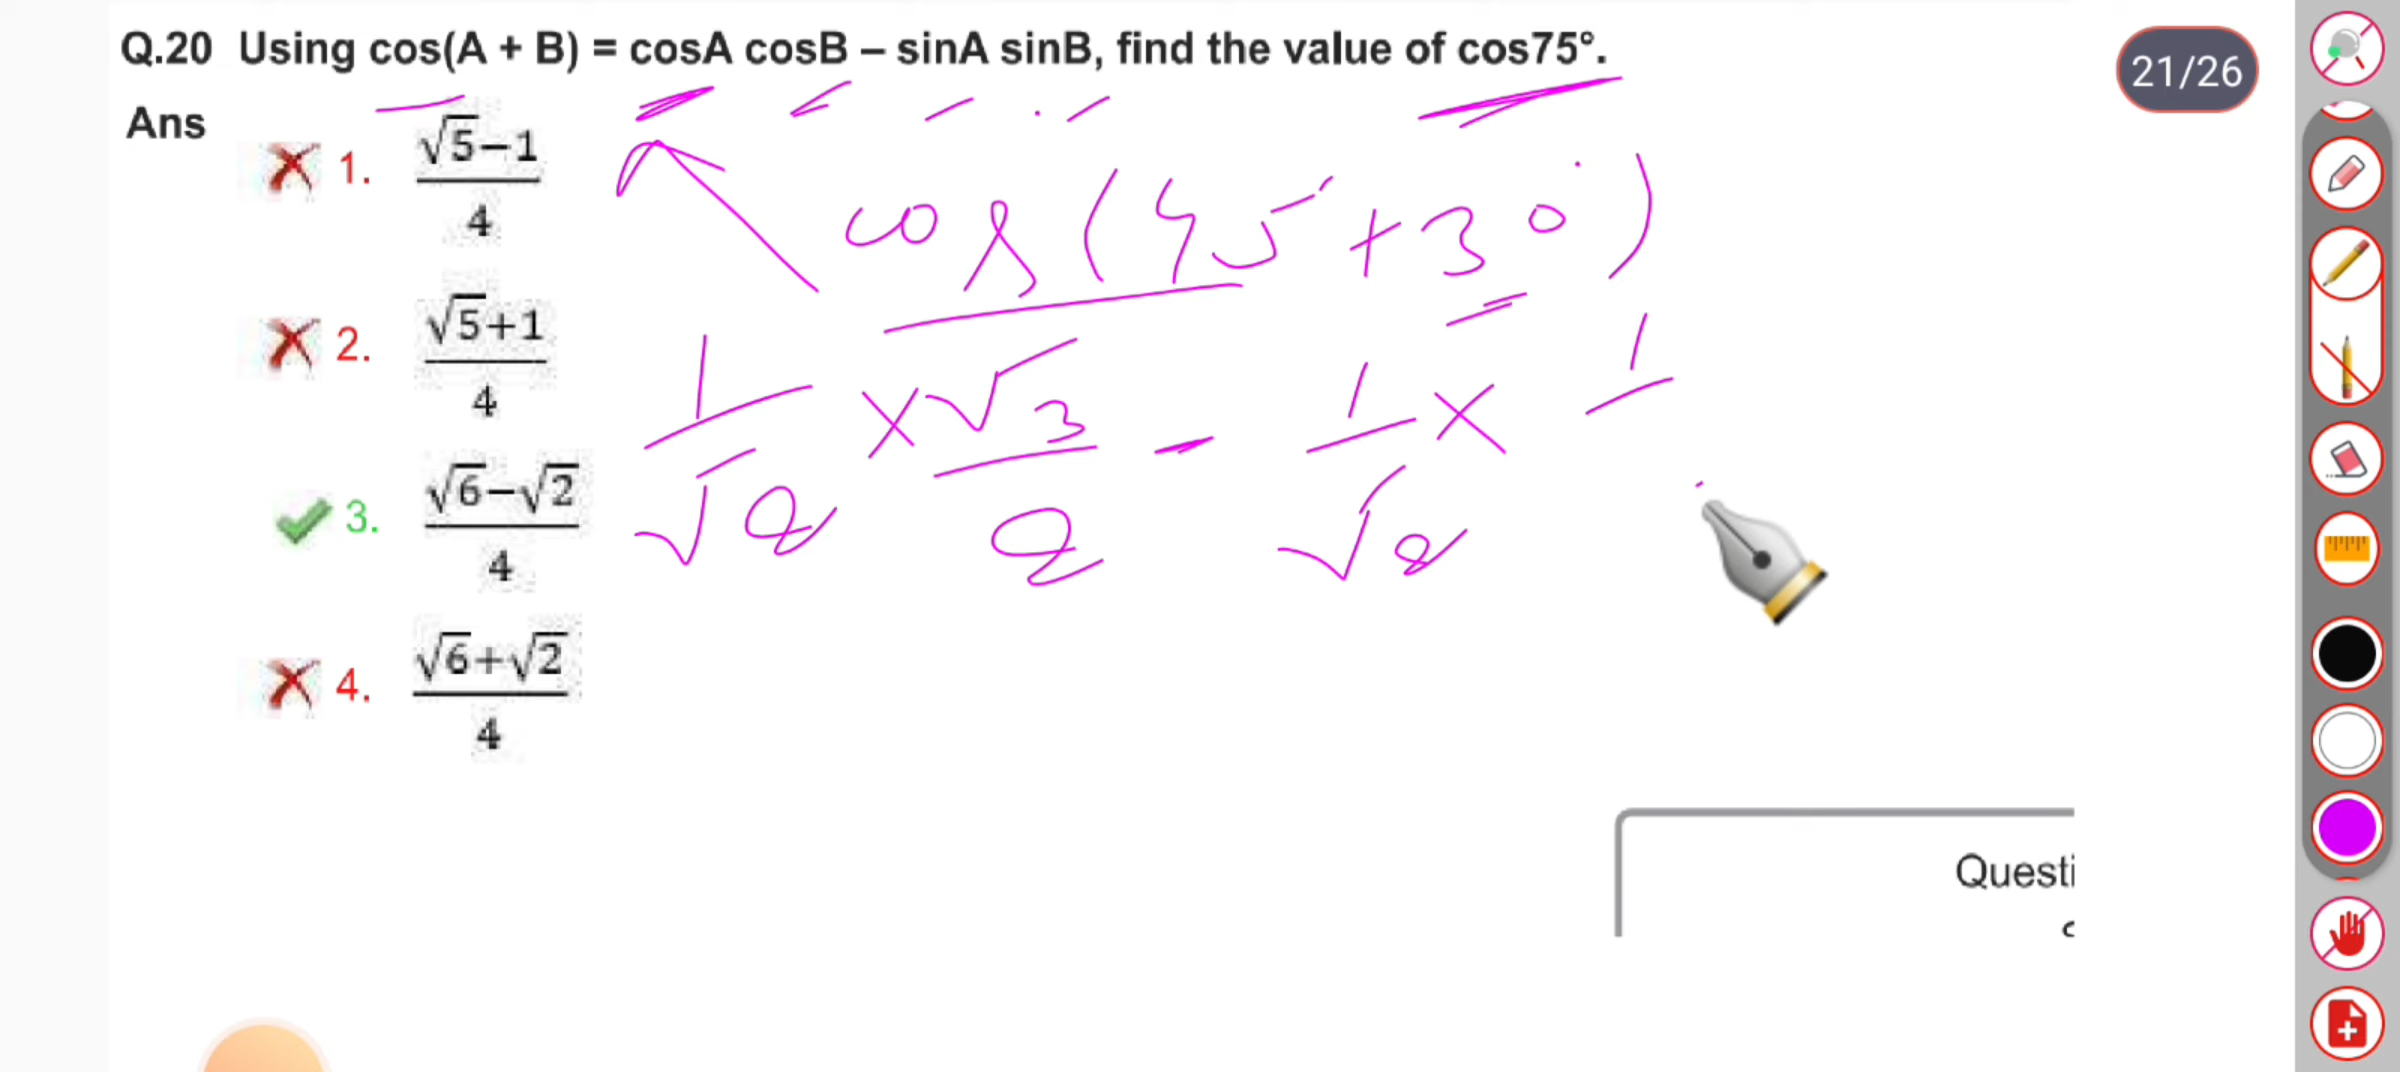 Q.20 Using cos(A + B) = cosA cosB – sinA sinB, find the value of cos75°.
21/26
Ans
1. √5−1/4
cos(45°+30°)
2. √5+1/4
1/√2 × √3/2 - 1/√2 × 1/
3. √6−√2/4
4. √6+√2/4
Questi